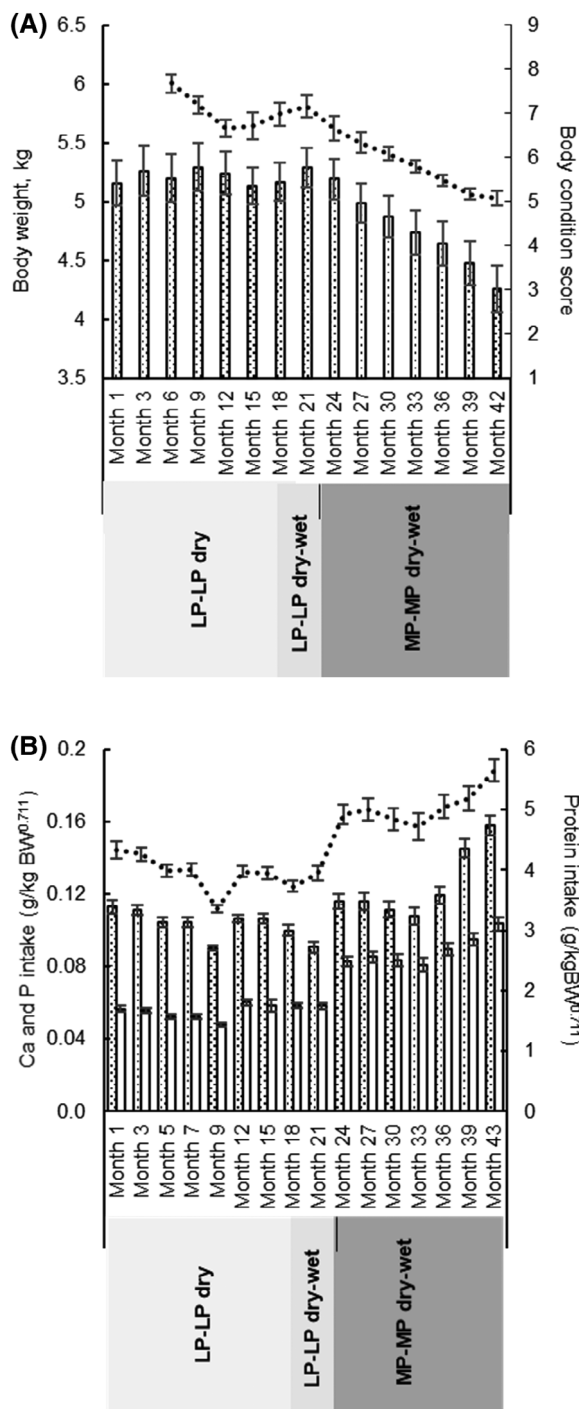 (A)
6.5
6
5.5
5
4.5
4
3.5
Body weight, kg
9
8
7
6
5
4
3
2
1
Body condition score
Month 1
Month 3
Month 6
Month 9
Month 12
Month 15
Month 18
Month 21
Month 24
Month 27
Month 30
Month 33
Month 36
Month 39
Month 42
LP-LP dry
LP-LP dry-wet
MP-MP dry-wet
(B)
0.2
0.16
0.12
0.08
0.04
0.0
Ca and P Intake (g/kg BW0.711)
6
5
4
3
2
1
0
Protein intake (g/kgBW0.711)
Month 1
Month 3
Month 5
Month 7
Month 9
Month 12
Month 15
Month 18
Month 21
Month 24
Month 27
Month 30
Month 33
Month 36
Month 39
Month 43
LP-LP dry
LP-LP dry-wet
MP-MP dry-wet